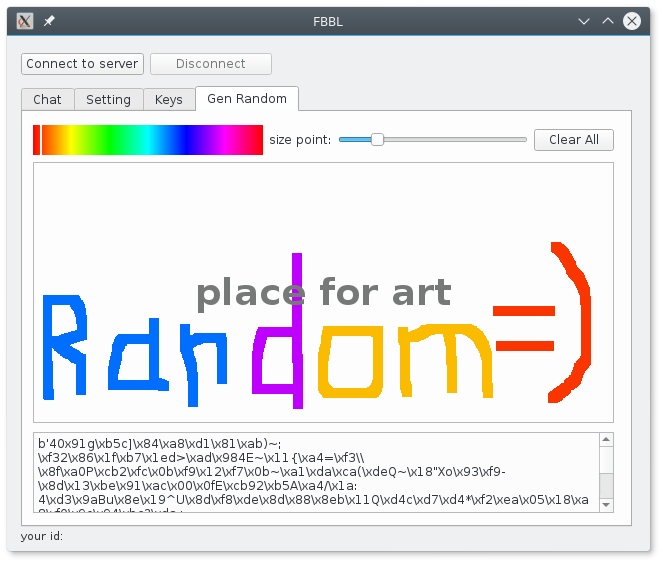 FBBL
Connect to server Disconnect
Chat Setting Keys Gen Random
size point: Clear All
place for art
Random=)
b'40x91g\xb5c]\x84\xa8\xd1\x81\xab)~;
\xf32\x86\x1f\xb7\x1ed>\xad\x984E~\x11{\xa4=\xf3\\
\x8f\xa0P\xcb2\xfc\x0b\xf9\x12\xf7\x0b~\xa1\xda\xca(\xdeQ~\x18"Xo\x93\xf9-
\x8d\x13\xbe\x91\xac\x00\x0fE\xcb92\xb5A\xa4/\x1a:
4\xd3\x9aBu\x8e\x19^U\x8d\xf8\xde\x8d\x88\x8eb\x11Q\xd4c\xd7\xd4*\xf2\xea\x05\x18\xa
your id: